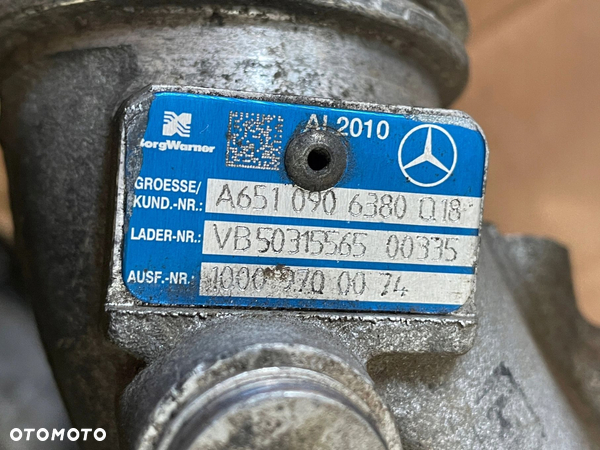 BorgWarner
AL2010
GROESSE/
KUND.-NR.: A651 090 6380 Q18
LADER-NR.: VB50315565 00335
AUSF.-NR.: 1000 970 00 74
OTOMOTO